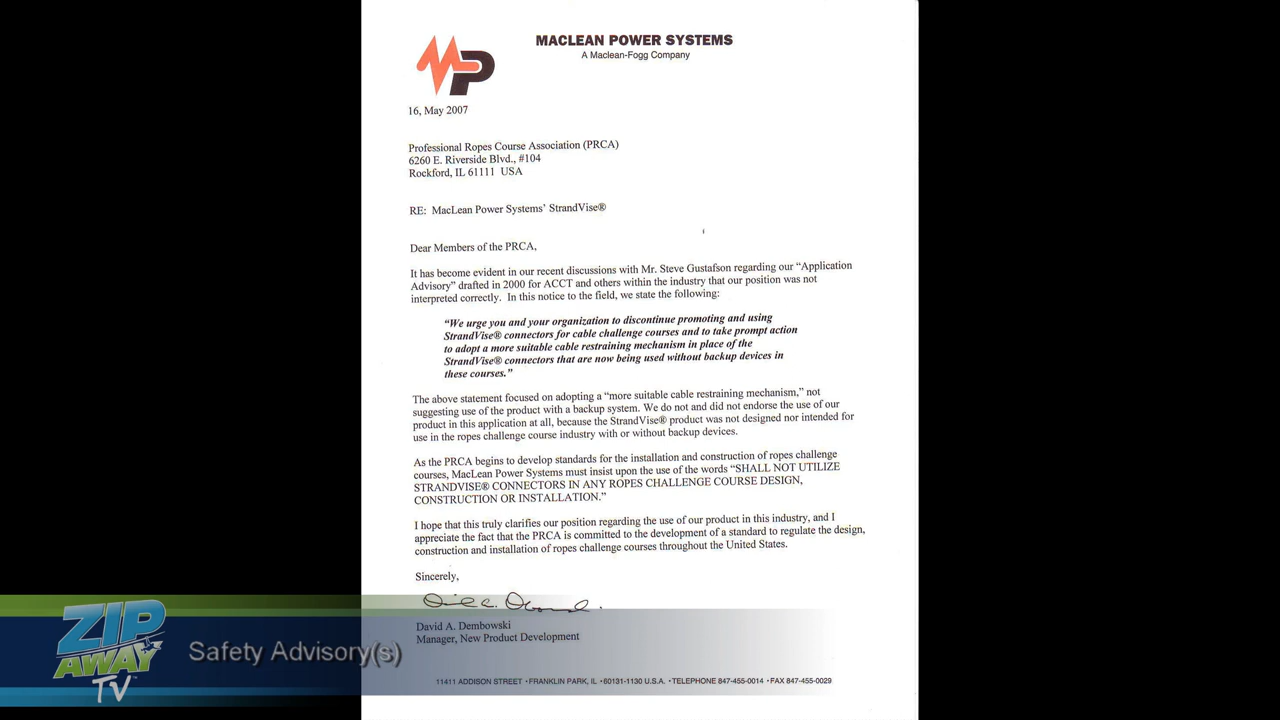 MACLEAN POWER SYSTEMS
A Maclean-Fogg Company
MP
16, May 2007
Professional Ropes Course Association (PRCA)
6260 E. Riverside Blvd., #104
Rockford, IL 61111 USA
RE: MacLean Power Systems' StrandVise®
Dear Members of the PRCA,
It has become evident in our recent discussions with Mr. Steve Gustafson regarding our "Application
Advisory" drafted in 2000 for ACCT and others within the industry that our position was not
interpreted correctly. In this notice to the field, we state the following:
"We urge you and your organization to discontinue promoting and using
StrandVise® connectors for cable challenge courses and to take prompt action
to adopt a more suitable cable restraining mechanism in place of the
StrandVise® connectors that are now being used without backup devices in
these courses."
The above statement focused on adopting a "more suitable cable restraining mechanism," not
suggesting use of the product with a backup system. We do not and did not endorse the use of our
product in this application at all, because the StrandVise® product was not designed nor intended for
use in the ropes challenge course industry with or without backup devices.
As the PRCA begins to develop standards for the installation and construction of ropes challenge
courses, MacLean Power Systems must insist upon the use of the words "SHALL NOT UTILIZE
STRANDVISE® CONNECTORS IN ANY ROPES CHALLENGE COURSE DESIGN,
CONSTRUCTION OR INSTALLATION."
I hope that this truly clarifies our position regarding the use of our product in this industry, and I
appreciate the fact that the PRCA is committed to the development of a standard to regulate the design,
construction and installation of ropes challenge courses throughout the United States.
Sincerely,
David A. Dembowski
Manager, New Product Development
11411 ADDISON STREET • FRANKLIN PARK, IL • 60131-1130 U.S.A. • TELEPHONE 847-455-0014 • FAX 847-455-0029
ZIP
AWAY
TV
Safety Advisory(s)